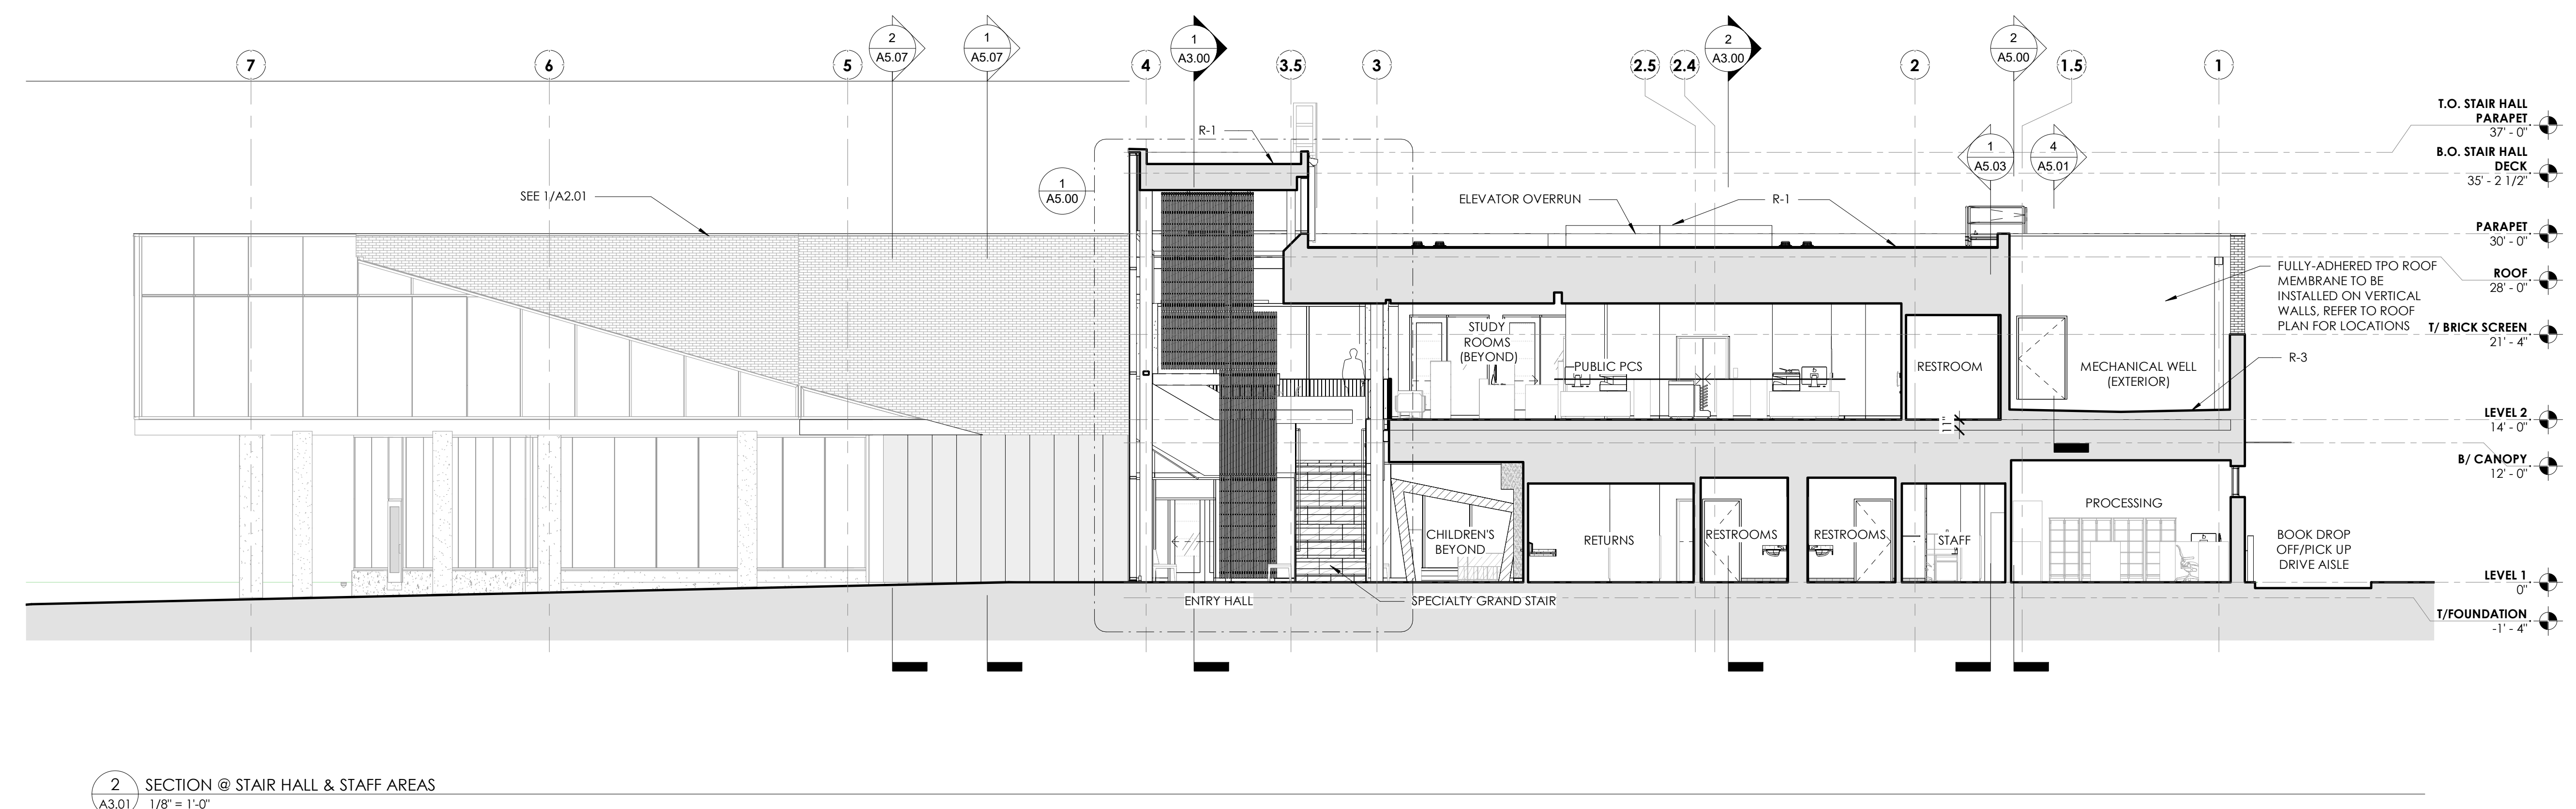 7
6
5
2
A5.07
1
A5.07
4
1
A3.00
3.5
3
2.5
2.4
2
A3.00
2
2
A5.00
1.5
1
T.O. STAIR HALL
PARAPET
37' - 0"
B.O. STAIR HALL
DECK
35' - 2 1/2"
PARAPET
30' - 0"
ROOF
28' - 0"
T/ BRICK SCREEN
21' - 4"
LEVEL 2
14' - 0"
B/ CANOPY
12' - 0"
LEVEL 1
0"
T/FOUNDATION
-1' - 4"
R-1
1
A5.00
1
A5.03
4
A5.01
SEE 1/A2.01
ELEVATOR OVERRUN
R-1
FULLY-ADHERED TPO ROOF
MEMBRANE TO BE
INSTALLED ON VERTICAL
WALLS, REFER TO ROOF
PLAN FOR LOCATIONS
R-3
STUDY
ROOMS
(BEYOND)
PUBLIC PCS
RESTROOM
MECHANICAL WELL
(EXTERIOR)
11"
CHILDREN'S
BEYOND
RETURNS
RESTROOMS
RESTROOMS
STAFF
PROCESSING
BOOK DROP
OFF/PICK UP
DRIVE AISLE
ENTRY HALL
SPECIALTY GRAND STAIR
2
A3.01
SECTION @ STAIR HALL & STAFF AREAS
1/8" = 1'-0"